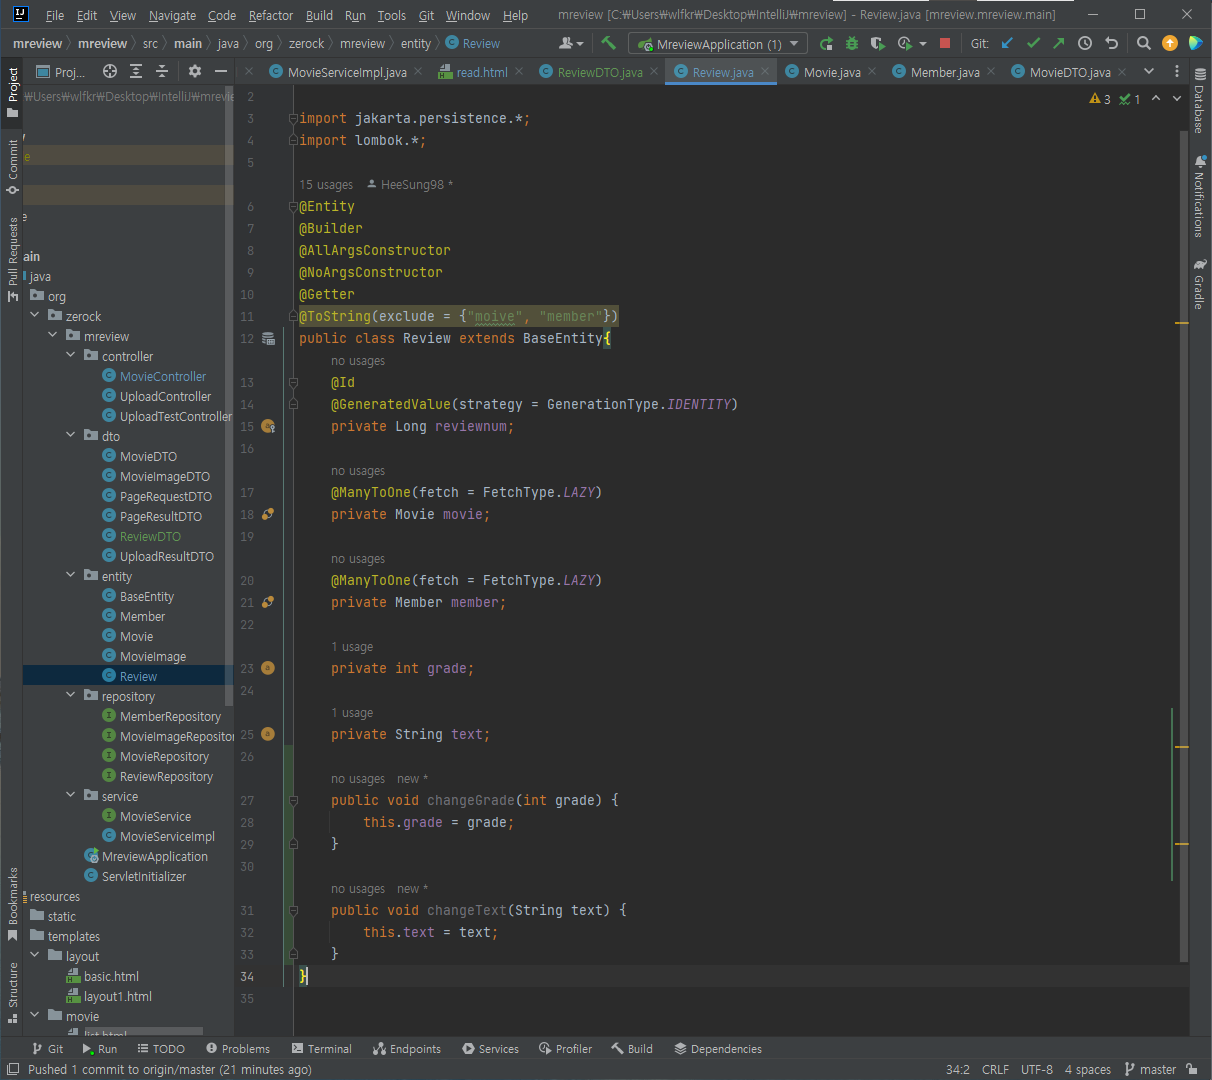 File Edit View Navigate Code Refactor Build Run Tools Git Window Help mreview [C:₩Users₩wlfkr₩Desktop₩IntelliJ₩mreview] - Review.java [mreview.mreview.main]
mreview mreview src main java org zerock mreview entity Review MreviewApplication (1) Git:
Proj... MovieServiceImpl.java read.html ReviewDTO.java Review.java Movie.java Member.java MovieDTO.java
Project
Commit
Pull Requests
Bookmarks
Structure
₩Users₩wlfkr₩Desktop₩IntelliJ₩mrevie
e
e
ain
java
org
zerock
mreview
controller
MovieController
UploadController
UploadTestController
dto
MovieDTO
MovieImageDTO
PageRequestDTO
PageResultDTO
ReviewDTO
UploadResultDTO
entity
BaseEntity
Member
Movie
MovieImage
Review
repository
MemberRepository
MovieImageRepositor
MovieRepository
ReviewRepository
service
MovieService
MovieServiceImpl
MreviewApplication
ServletInitializer
resources
static
templates
layout
basic.html
layout1.html
movie
list.html
3 1
2
3 import jakarta.persistence.*;
4 import lombok.*;
5
15 usages HeeSung98 *
6 @Entity
7 @Builder
8 @AllArgsConstructor
9 @NoArgsConstructor
10 @Getter
11 @ToString(exclude = {"moive", "member"})
12 public class Review extends BaseEntity{
no usages
13 @Id
14 @GeneratedValue(strategy = GenerationType.IDENTITY)
15 private Long reviewnum;
16
no usages
17 @ManyToOne(fetch = FetchType.LAZY)
18 private Movie movie;
19
no usages
20 @ManyToOne(fetch = FetchType.LAZY)
21 private Member member;
22
1 usage
23 private int grade;
24
1 usage
25 private String text;
26
no usages new *
27 public void changeGrade(int grade) {
28 this.grade = grade;
29 }
30
no usages new *
31 public void changeText(String text) {
32 this.text = text;
33 }
34 }
35
Database
Notifications
Gradle
Git Run TODO Problems Terminal Endpoints Services Profiler Build Dependencies
Pushed 1 commit to origin/master (21 minutes ago) 34:2 CRLF UTF-8 4 spaces master